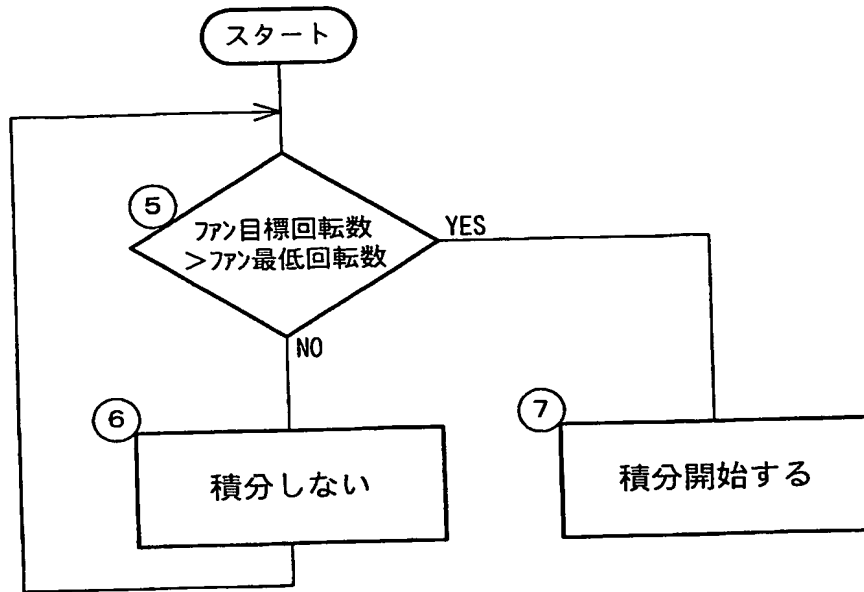 スタート
⑤
ファン目標回転数
>ファン最低回転数
YES
NO
⑥
積分しない
⑦
積分開始する